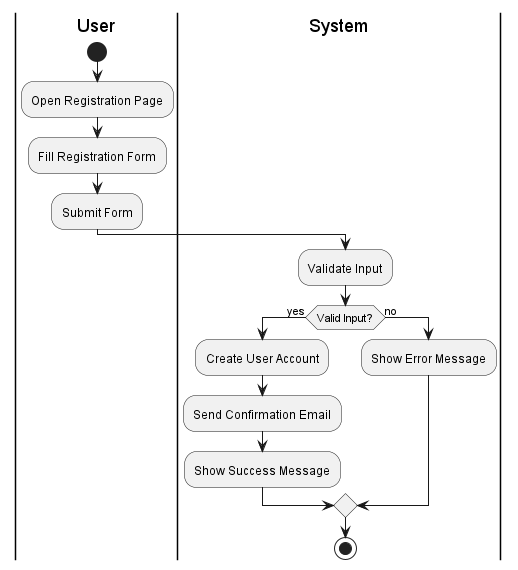 User
System
Open Registration Page
Fill Registration Form
Submit Form
Validate Input
yes
Valid Input?
no
Create User Account
Show Error Message
Send Confirmation Email
Show Success Message